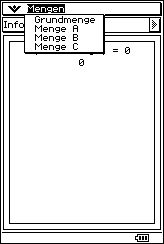 Mengen
Grundmenge
Info
Menge A
Menge B
Menge C
= 0
0